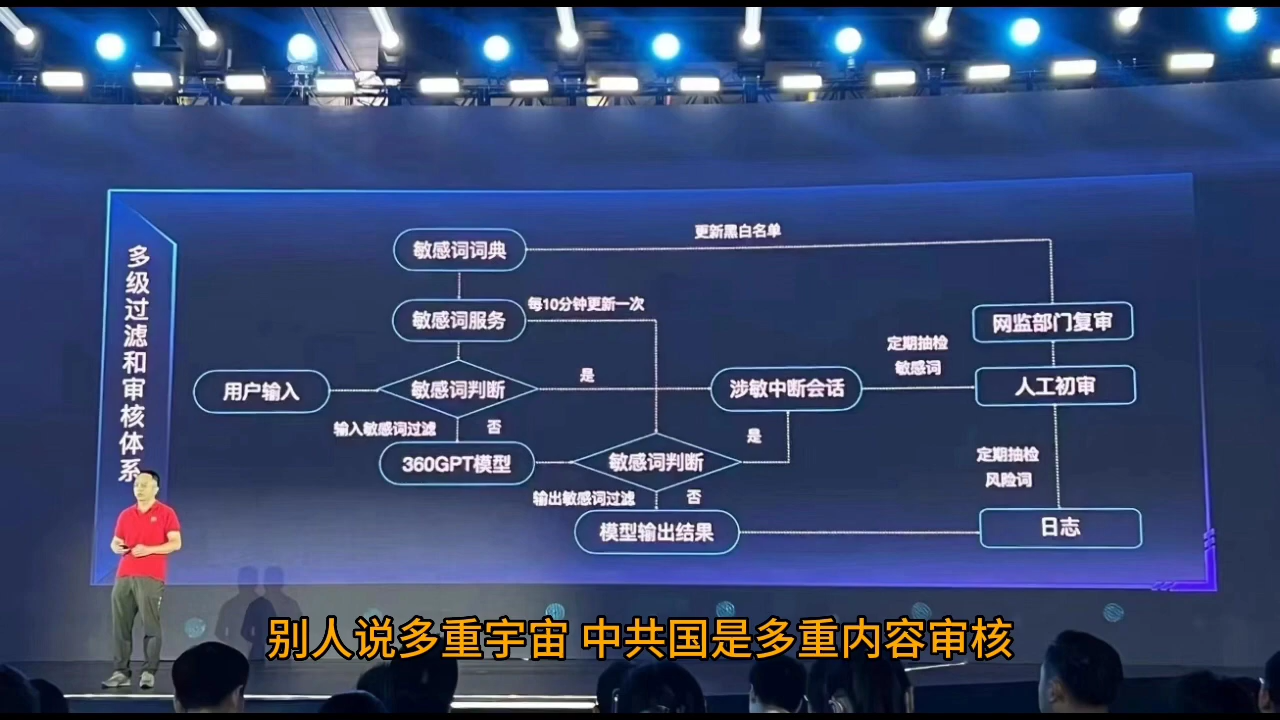 多级过滤和审核体系
敏感词词典
更新黑白名单
敏感词服务
每10分钟更新一次
网监部门复审
定期抽检
敏感词
用户输入
敏感词判断
是
涉敏中断会话
人工初审
输入敏感词过滤
否
是
360GPT模型
敏感词判断
定期抽检
风险词
输出敏感词过滤
否
模型输出结果
日志
别人说多重宇宙 中共国是多重内容审核